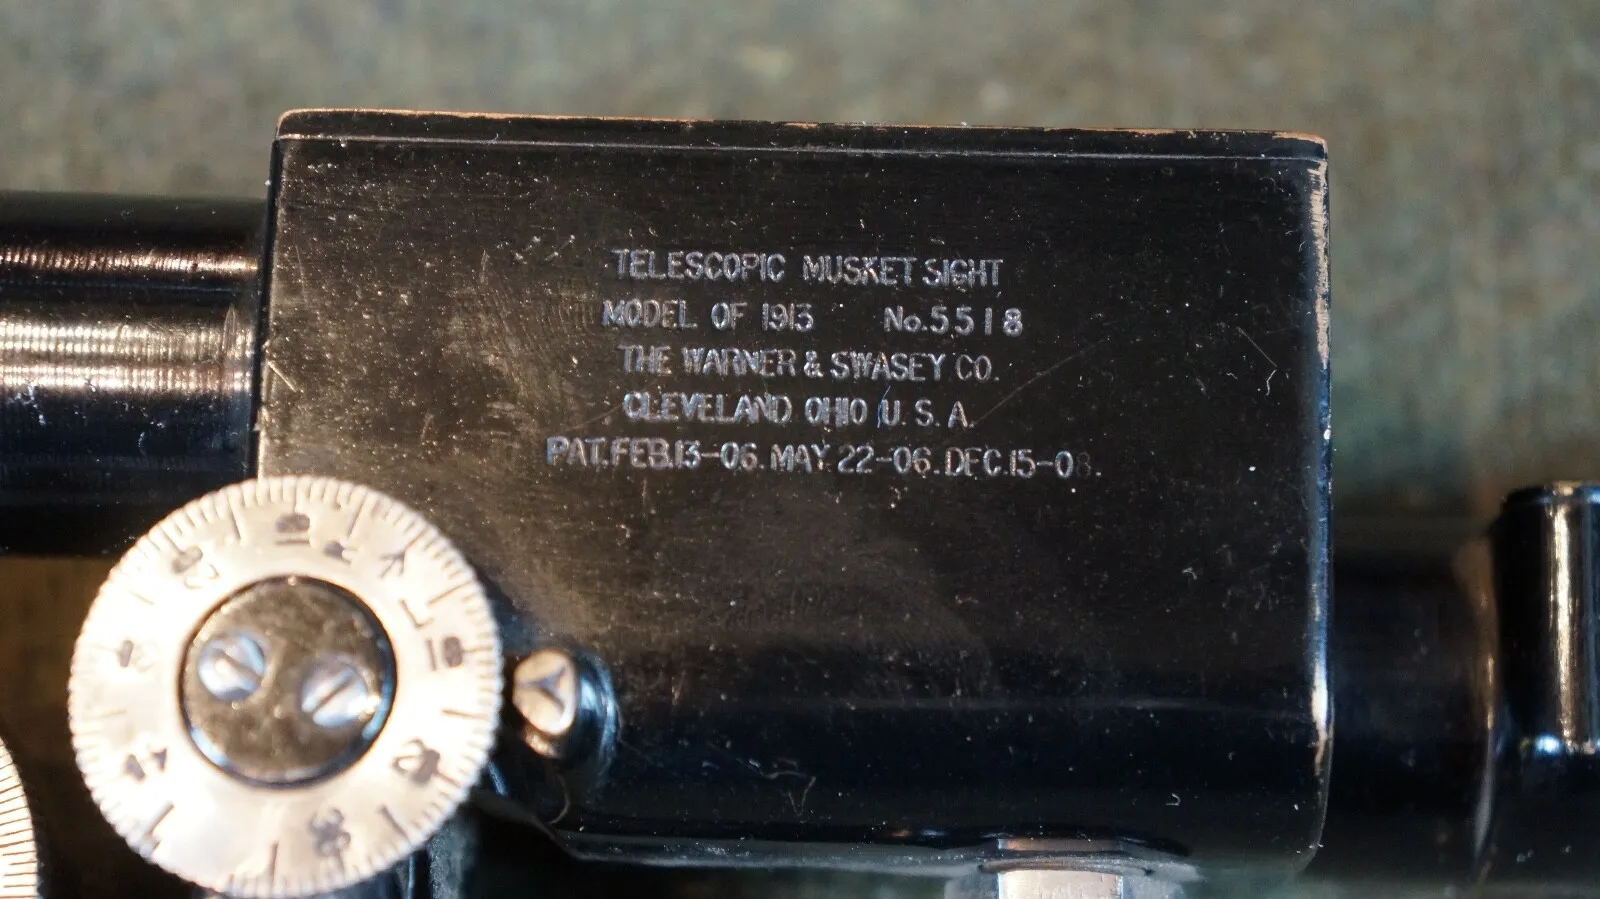 TELESCOPIC MUSKET SIGHT
MODEL OF 1913 No. 5518
THE WARNER & SWASEY CO.
CLEVELAND OHIO U.S.A.
PAT. FEB. 13-06. MAY. 22-06. DEC. 15-08.